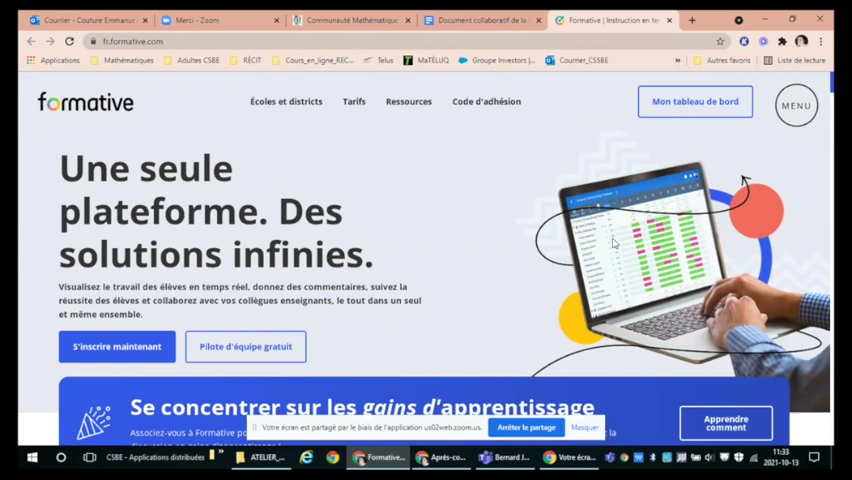 Courrier - Couture Emmanue
Merci - Zoom
Communauté Mathématique
Document collaboratif de la
Formative | Instruction en te
fr.formative.com
Applications
Mathématiques
Adultes CSBE
RÉCIT
Cours_en_ligne_REC...
Telus
MaTÉLUQ
Groupe Investors |...
Courrier_CSSBE
»
Autres favoris
Liste de lecture
formative
Écoles et districts
Tarifs
Ressources
Code d'adhésion
Mon tableau de bord
MENU
Une seule
plateforme. Des
solutions infinies.
Visualisez le travail des élèves en temps réel, donnez des commentaires, suivez la
réussite des élèves et collaborez avec vos collègues enseignants, le tout dans un seul
et même ensemble.
S'inscrire maintenant
Pilote d'équipe gratuit
Se concentrer sur les gains d'apprentissage
Apprendre
comment
Associez-vous à Formative po
Votre écran est partagé par le biais de l'application us02web.zoom.us.
Arrêter le partage
Masquer
la
CSBE - Applications distribuées
»
ATELIER_...
Formative...
Après-co...
Bernard J...
Votre écra...
11:33
2021-10-13